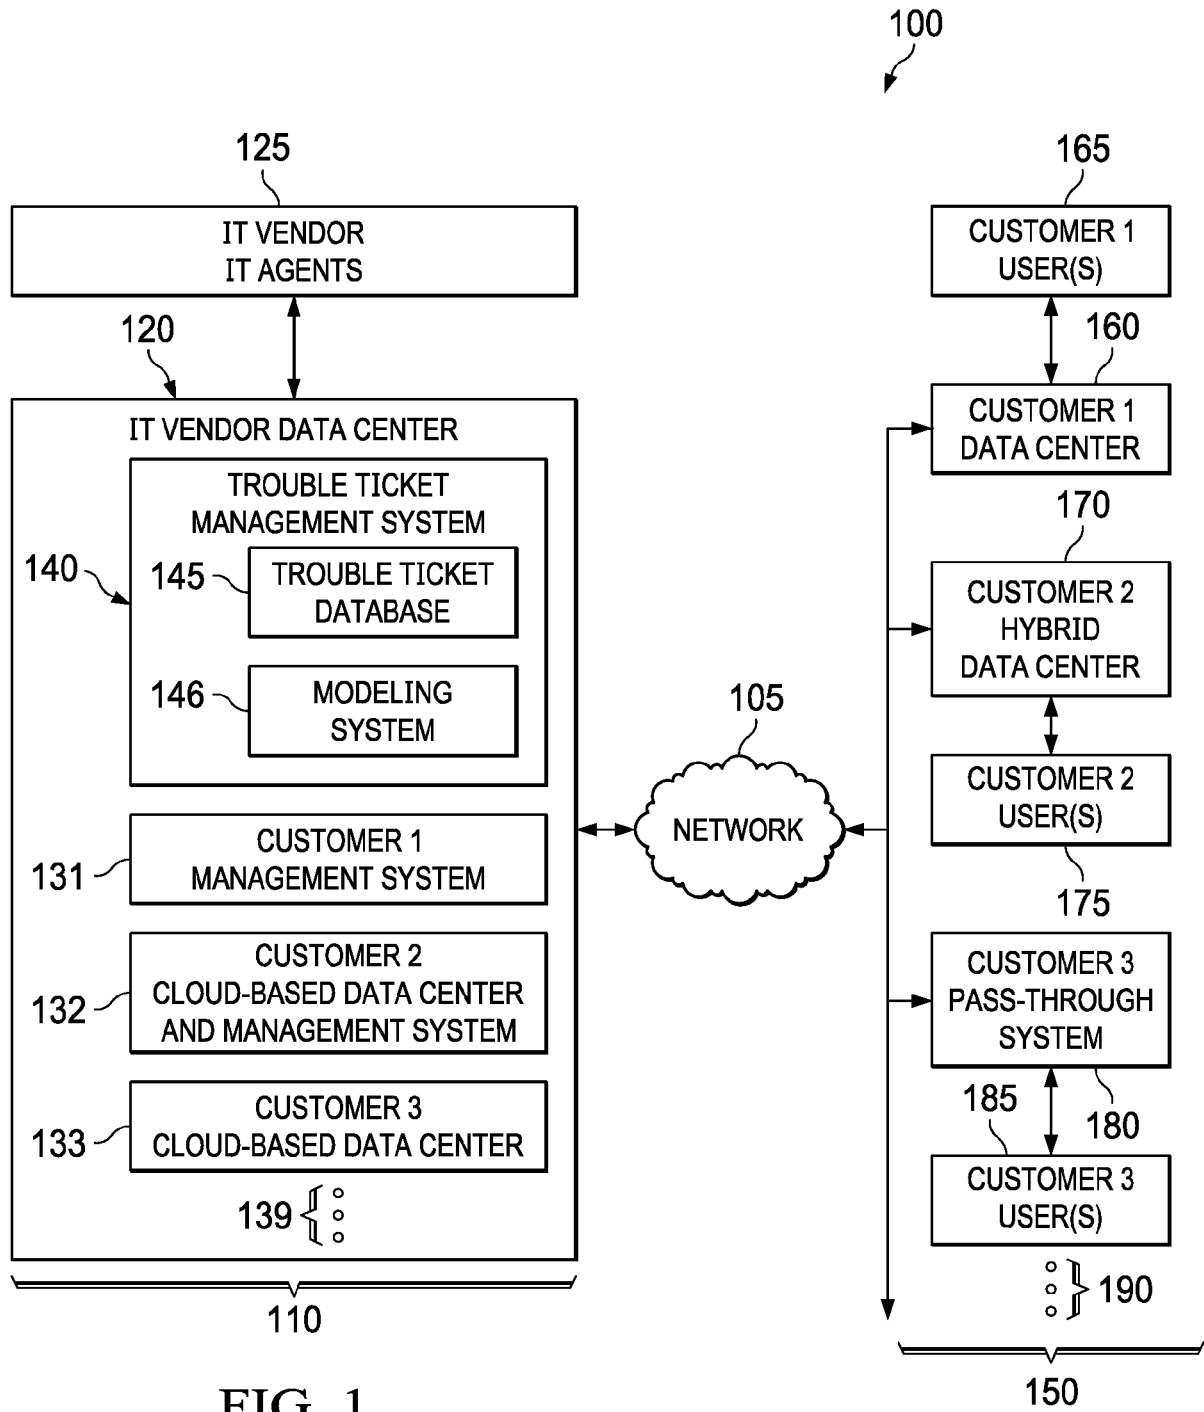 100
125
IT VENDOR
IT AGENTS
120
IT VENDOR DATA CENTER
TROUBLE TICKET
MANAGEMENT SYSTEM
140
145
TROUBLE TICKET
DATABASE
146
MODELING
SYSTEM
131
CUSTOMER 1
MANAGEMENT SYSTEM
132
CUSTOMER 2
CLOUD-BASED DATA CENTER
AND MANAGEMENT SYSTEM
133
CUSTOMER 3
CLOUD-BASED DATA CENTER
139
110
105
NETWORK
165
CUSTOMER 1
USER(S)
160
CUSTOMER 1
DATA CENTER
170
CUSTOMER 2
HYBRID
DATA CENTER
CUSTOMER 2
USER(S)
175
CUSTOMER 3
PASS-THROUGH
SYSTEM
180
185
CUSTOMER 3
USER(S)
190
150
FIG. 1